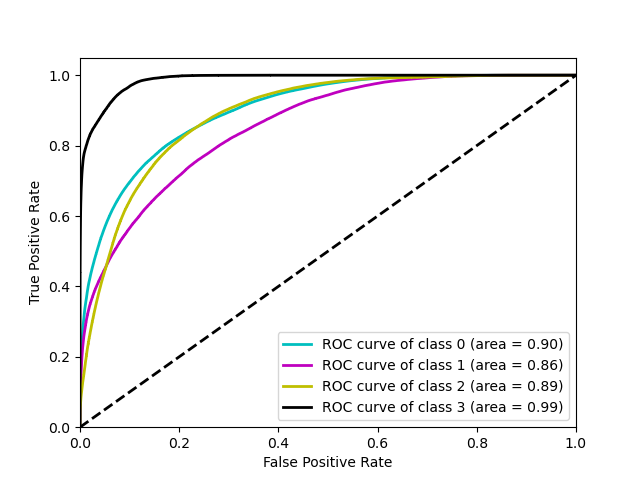 1.0
0.8
0.6
0.4
0.2
0.0
True Positive Rate
0.0 0.2 0.4 0.6 0.8 1.0
False Positive Rate
ROC curve of class 0 (area = 0.90)
ROC curve of class 1 (area = 0.86)
ROC curve of class 2 (area = 0.89)
ROC curve of class 3 (area = 0.99)